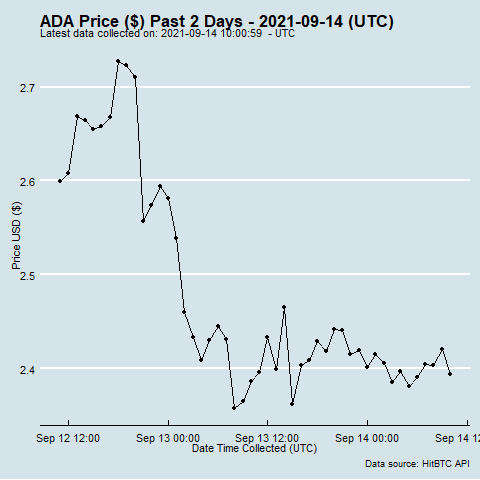 ADA Price ($) Past 2 Days - 2021-09-14 (UTC)
Latest data collected on: 2021-09-14 10:00:59 - UTC
Price USD ($)
2.7
2.6
2.5
2.4
Sep 12 12:00
Sep 13 00:00
Sep 13 12:00
Sep 14 00:00
Sep 14 12
Date Time Collected (UTC)
Data source: HitBTC API